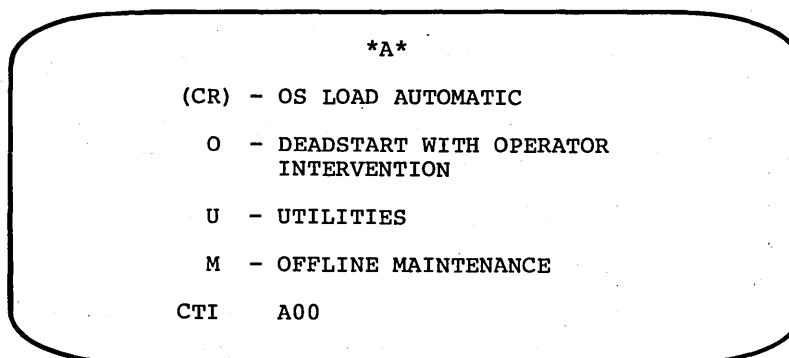 *A*
(CR) - OS LOAD AUTOMATIC
O - DEADSTART WITH OPERATOR
INTERVENTION
U - UTILITIES
M - OFFLINE MAINTENANCE
CTI A00